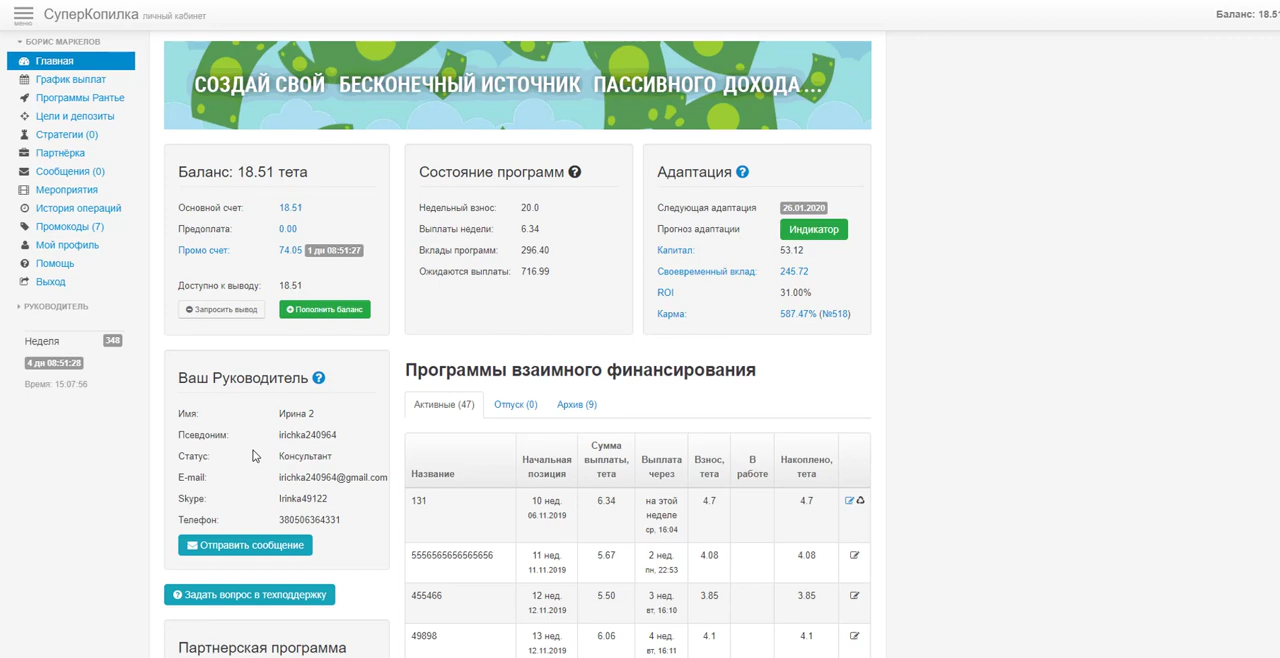 меню
СуперКопилка личный кабинет
Баланс: 18.51
БОРИС МАРКЕЛОВ
Главная
График выплат
Программы Рантье
Цели и депозиты
Стратегии (0)
Партнёрка
Сообщения (0)
Мероприятия
История операций
Промокоды (7)
Мой профиль
Помощь
Выход
РУКОВОДИТЕЛЬ
Неделя 348
4 дн 08:51:28
Время: 15:07:56
СОЗДАЙ СВОЙ БЕСКОНЕЧНЫЙ ИСТОЧНИК ПАССИВНОГО ДОХОДА...
Баланс: 18.51 тета
Основной счет: 18.51
Предоплата: 0.00
Промо счет: 74.05 1 дн 08:51:27
Доступно к выводу: 18.51
Запросить вывод Пополнить баланс
Состояние программ
Недельный взнос: 20.0
Выплаты недели: 6.34
Вклады программ: 296.40
Ожидаются выплаты: 716.99
Адаптация
Следующая адаптация 26.01.2020
Прогноз адаптации Индикатор
Капитал: 53.12
Своевременный вклад: 245.72
ROI 31.00%
Карма: 587.47% (№518)
Ваш Руководитель
Имя: Ирина 2
Псевдоним: irichka240964
Статус: Консультант
E-mail: irichka240964@gmail.com
Skype: Irinka49122
Телефон: 380506364331
Отправить сообщение
Задать вопрос в техподдержку
Партнерская программа
Программы взаимного финансирования
Активные (47) Отпуск (0) Архив (9)
Название Начальная позиция Сумма выплаты, тета Выплата через Взнос, тета В работе Накоплено, тета
131 10 нед. 06.11.2019 6.34 на этой неделе ср, 16:04 4.7 4.7
5556565656565656 11 нед. 11.11.2019 5.67 2 нед. пн, 22:53 4.08 4.08
455466 12 нед. 12.11.2019 5.50 3 нед. вт, 16:10 3.85 3.85
49898 13 нед. 12.11.2019 6.06 4 нед. вт, 16:11 4.1 4.1